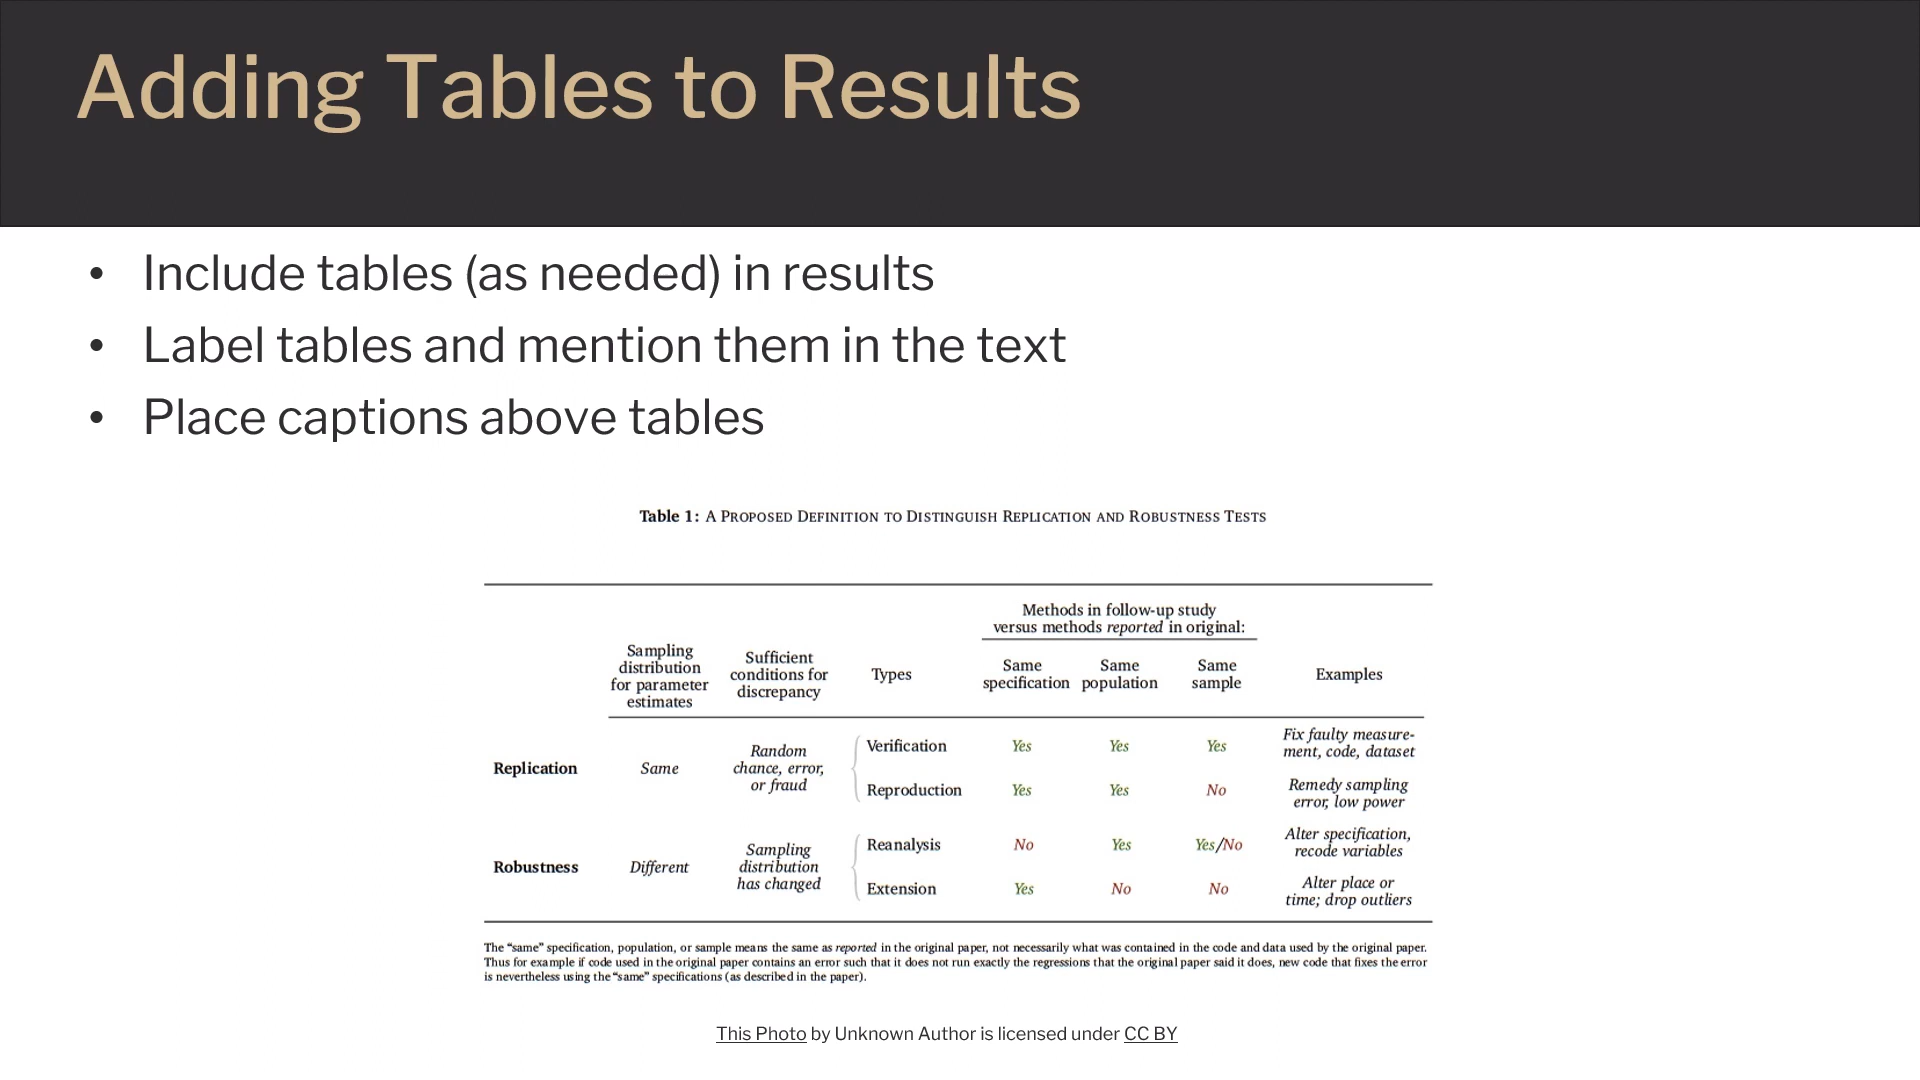 Adding Tables to Results
• Include tables (as needed) in results
• Label tables and mention them in the text
• Place captions above tables
Table 1: A Proposed Definition to Distinguish Replication and Robustness Tests
Methods in follow-up study
versus methods reported in original:
Sampling
distribution
for parameter
estimates
Sufficient
conditions for
discrepancy
Types
Same
specification
Same
population
Same
sample
Examples
Replication
Same
Random
chance, error,
or fraud
Verification
Yes
Yes
Yes
Fix faulty measure-
ment, code, dataset
Reproduction
Yes
Yes
No
Remedy sampling
error, low power
Robustness
Different
Sampling
distribution
has changed
Reanalysis
No
Yes
Yes/No
Alter specification,
recode variables
Extension
Yes
No
No
Alter place or
time; drop outliers
The “same” specification, population, or sample means the same as reported in the original paper, not necessarily what was contained in the code and data used by the original paper.
Thus for example if code used in the original paper contains an error such that it does not run exactly the regressions that the original paper said it does, new code that fixes the error
is nevertheless using the “same” specifications (as described in the paper).
This Photo by Unknown Author is licensed under CC BY